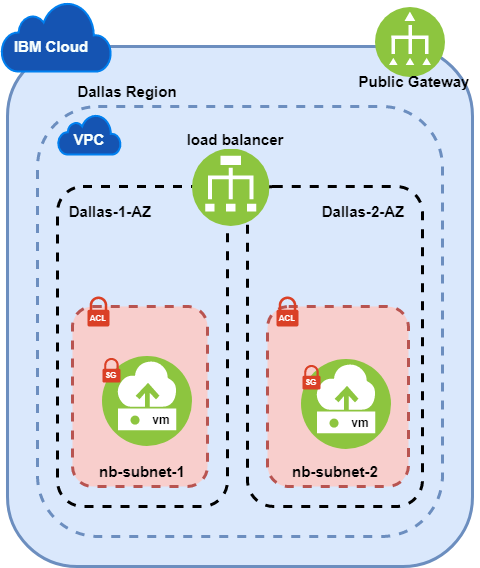 IBM Cloud
Public Gateway
Dallas Region
VPC
load balancer
Dallas-1-AZ
Dallas-2-AZ
ACL
ACL
SG
SG
vm
vm
nb-subnet-1
nb-subnet-2